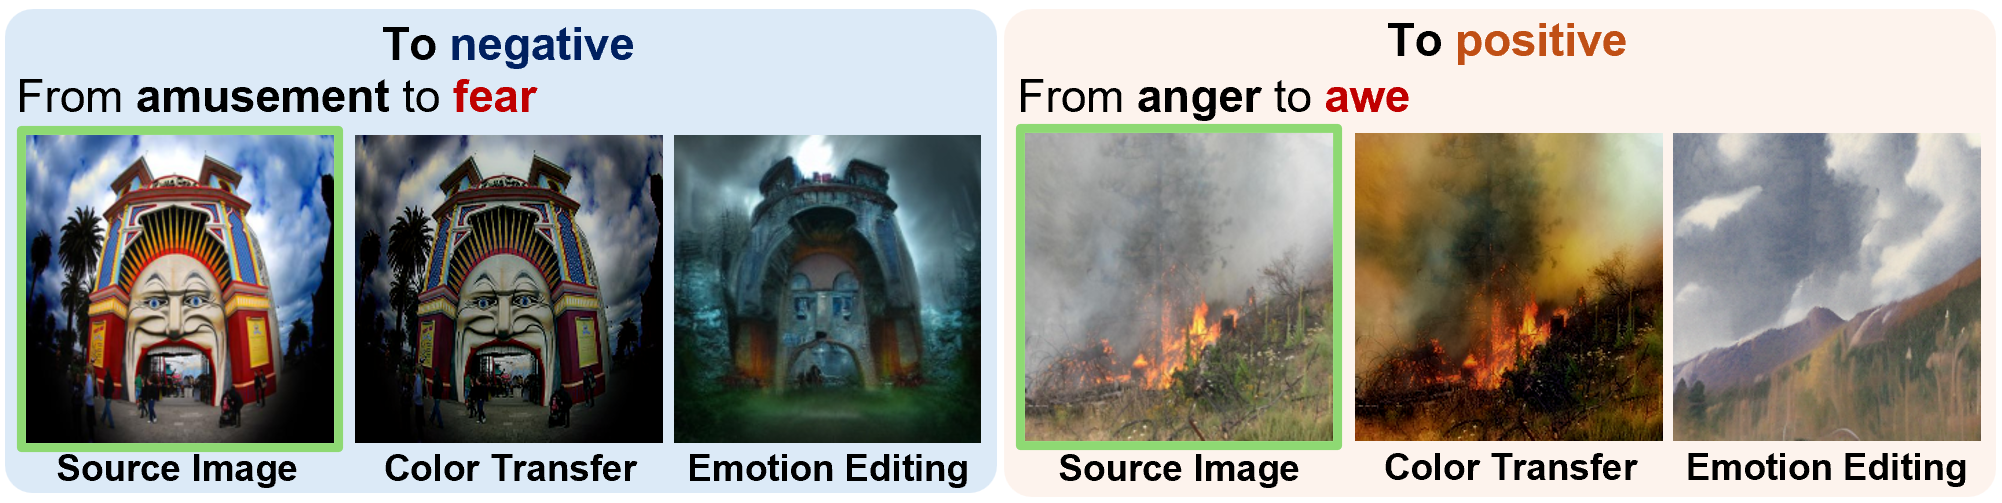 To negative
From amusement to fear
Source Image
Color Transfer
Emotion Editing
To positive
From anger to awe
Source Image
Color Transfer
Emotion Editing